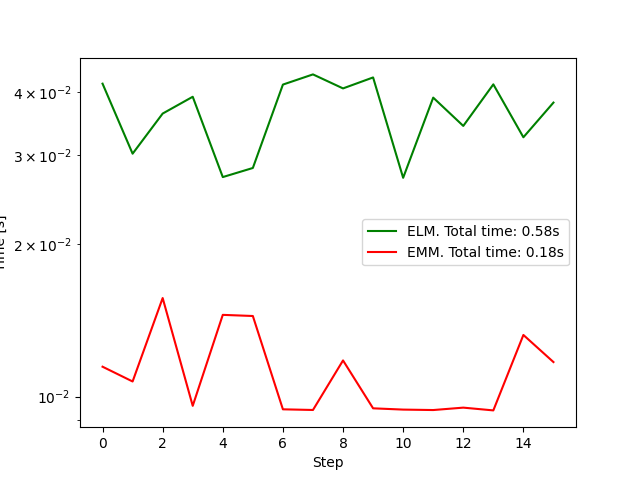 4 × 10⁻²
3 × 10⁻²
2 × 10⁻²
10⁻²
ELM. Total time: 0.58s
EMM. Total time: 0.18s
0 2 4 6 8 10 12 14
Step